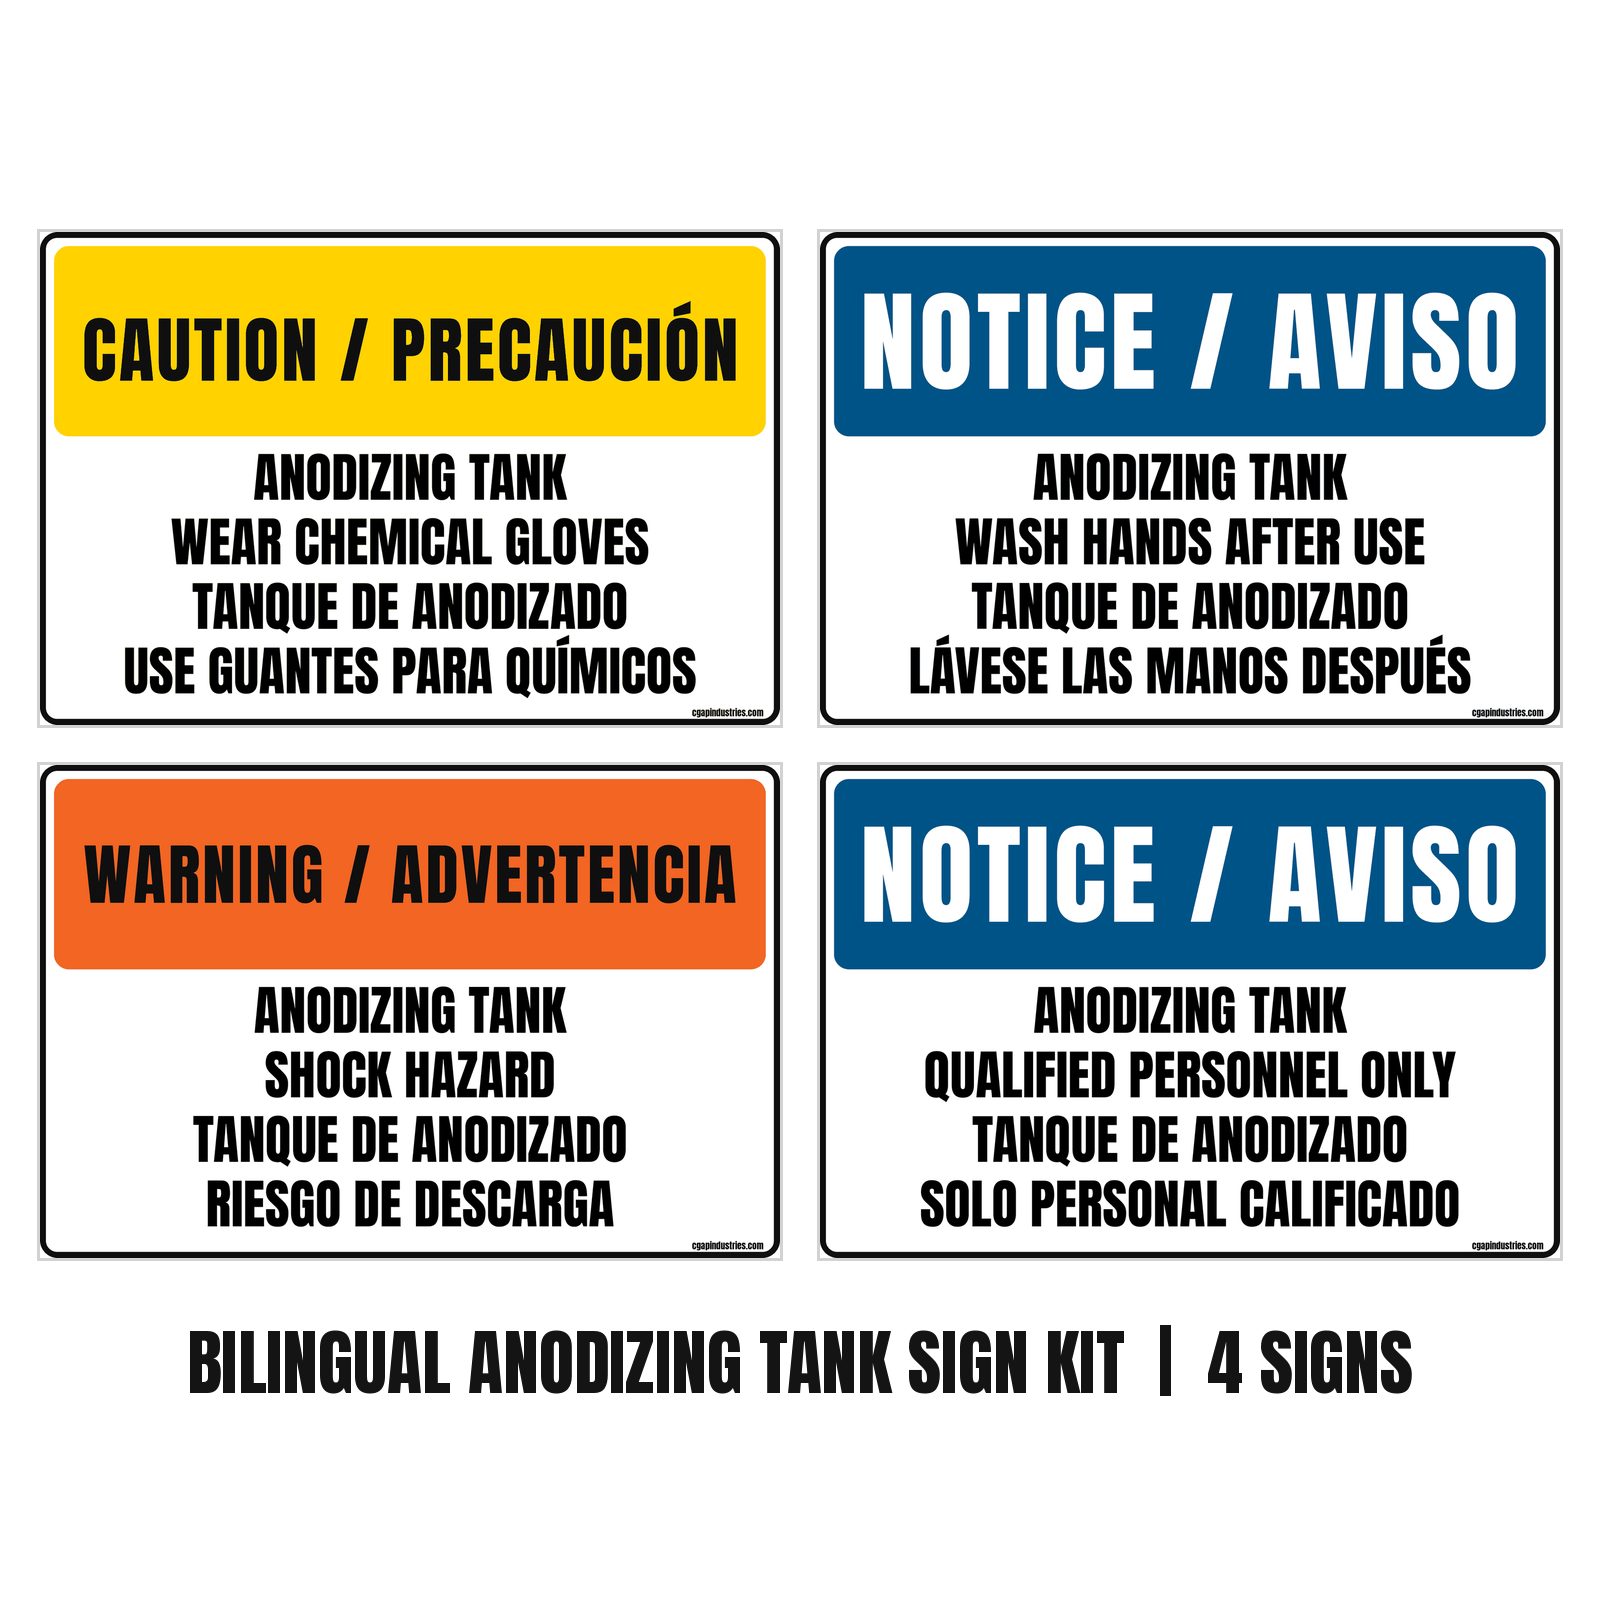 CAUTION / PRECAUCIÓN
ANODIZING TANK
WEAR CHEMICAL GLOVES
TANQUE DE ANODIZADO
USE GUANTES PARA QUÍMICOS
cgapindustries.com
NOTICE / AVISO
ANODIZING TANK
WASH HANDS AFTER USE
TANQUE DE ANODIZADO
LÁVESE LAS MANOS DESPUÉS
cgapindustries.com
WARNING / ADVERTENCIA
ANODIZING TANK
SHOCK HAZARD
TANQUE DE ANODIZADO
RIESGO DE DESCARGA
cgapindustries.com
NOTICE / AVISO
ANODIZING TANK
QUALIFIED PERSONNEL ONLY
TANQUE DE ANODIZADO
SOLO PERSONAL CALIFICADO
cgapindustries.com
BILINGUAL ANODIZING TANK SIGN KIT | 4 SIGNS